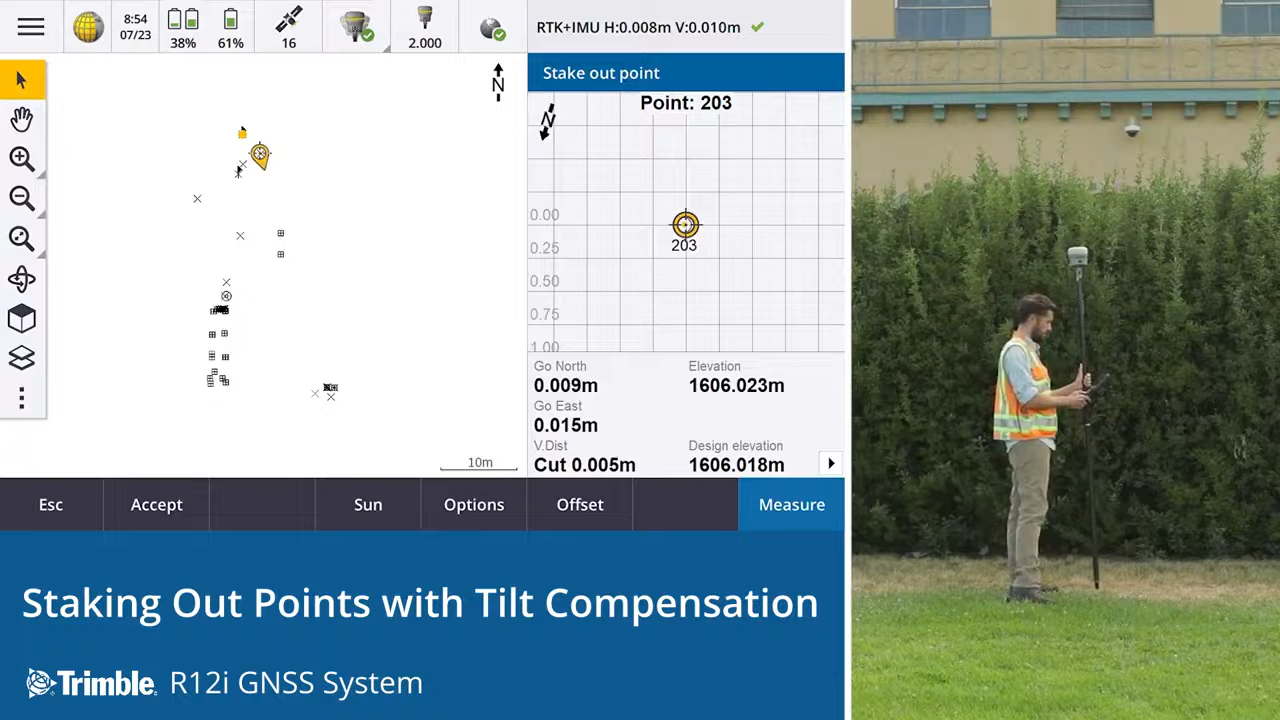 8:54
07/23
38%
61%
16
2.000
RTK+IMU H:0.008m V:0.010m
Stake out point
N
Point: 203
N
0.00
203
0.25
0.50
0.75
1.00
Go North
Elevation
0.009m
1606.023m
Go East
0.015m
V.Dist
Design elevation
Cut 0.005m
1606.018m
10m
Esc
Accept
Sun
Options
Offset
Measure
Staking Out Points with Tilt Compensation
Trimble. R12i GNSS System